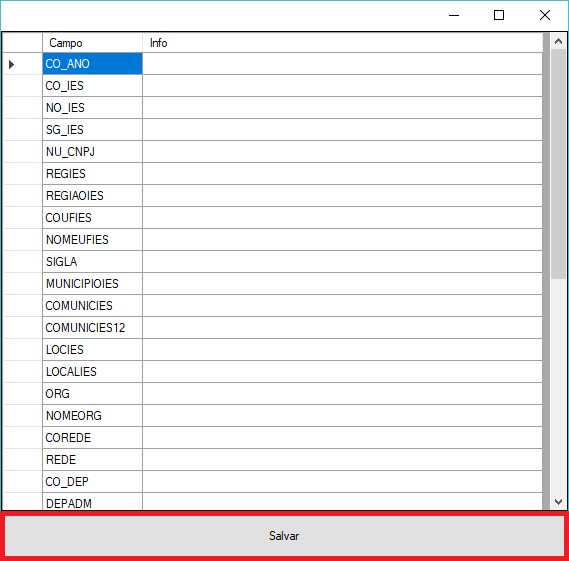 Campo Info
CO_ANO
CO_IES
NO_IES
SG_IES
NU_CNPJ
REGIES
REGIAOIES
COUFIES
NOMEUFIES
SIGLA
MUNICIPIOIES
COMUNICIES
COMUNICIES12
LOCIES
LOCALIES
ORG
NOMEORG
COREDE
REDE
CO_DEP
DEPADM
Salvar